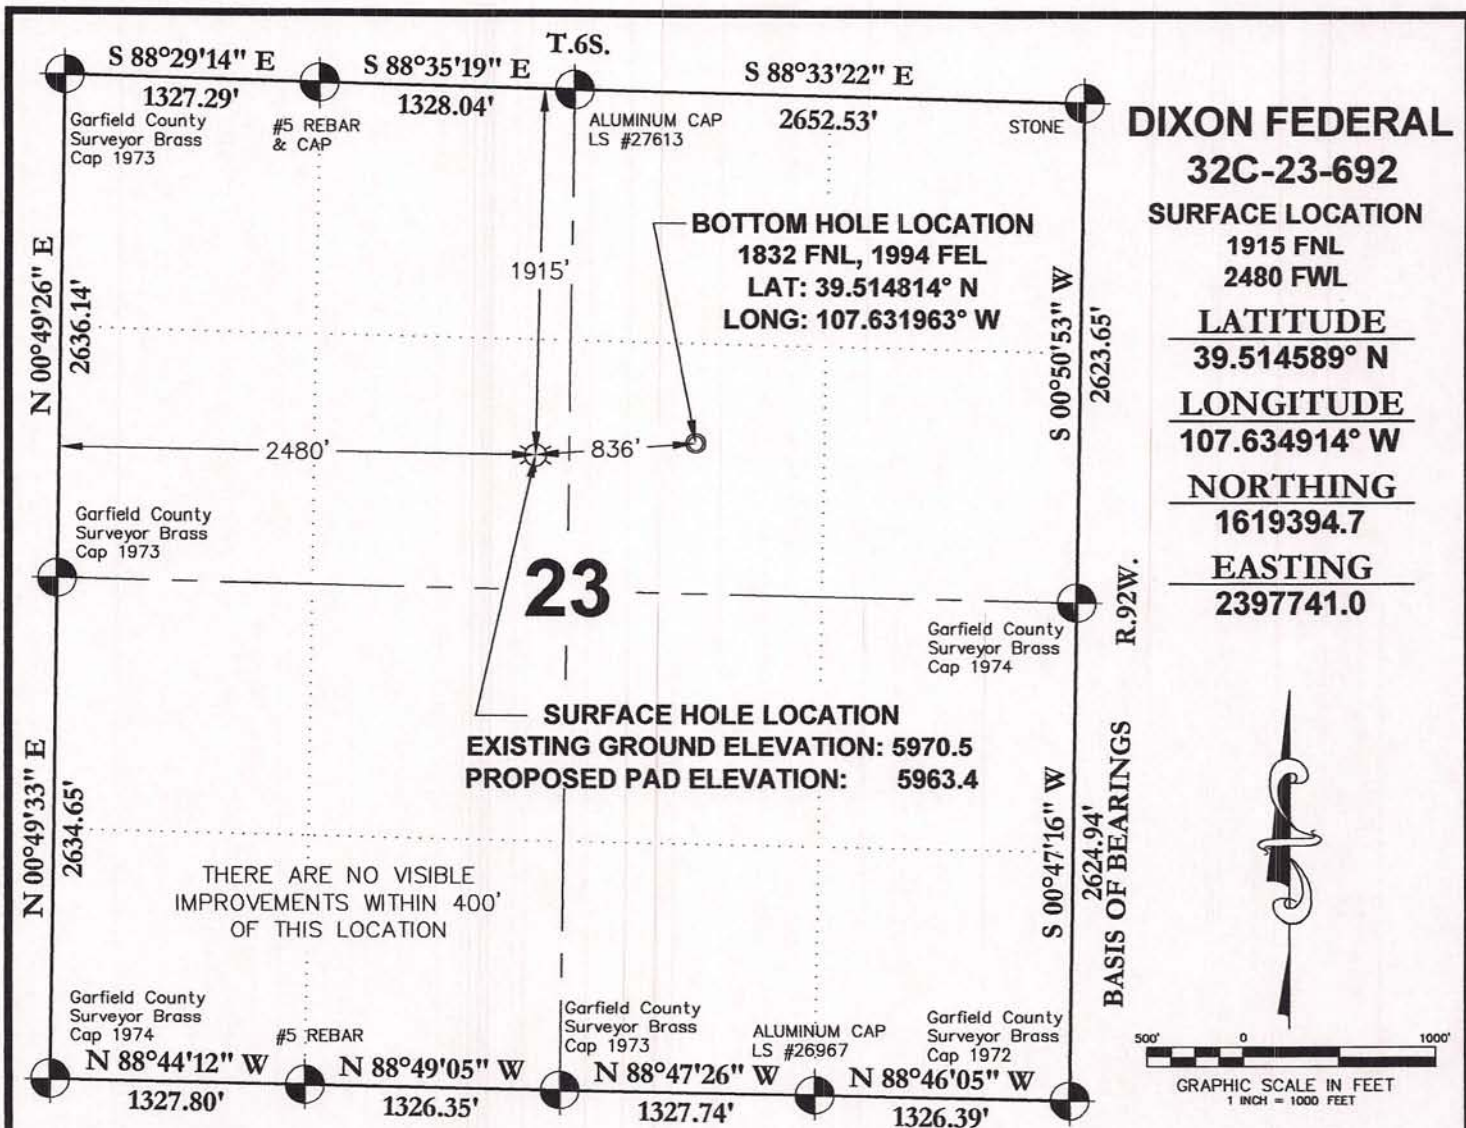 T.6S.
S 88°29'14" E
1327.29'
S 88°35'19" E
1328.04'
S 88°33'22" E
2652.53'
Garfield County
Surveyor Brass
Cap 1973
#5 REBAR
& CAP
ALUMINUM CAP
LS #27613
STONE
DIXON FEDERAL
32C-23-692
SURFACE LOCATION
1915 FNL
2480 FWL
LATITUDE
39.514589° N
LONGITUDE
107.634914° W
NORTHING
1619394.7
EASTING
2397741.0
BOTTOM HOLE LOCATION
1832 FNL, 1994 FEL
LAT: 39.514814° N
LONG: 107.631963° W
1915'
N 00°49'26" E
2636.14'
S 00°50'53" W
2623.65'
2480'
836'
Garfield County
Surveyor Brass
Cap 1973
23
R.92W.
Garfield County
Surveyor Brass
Cap 1974
SURFACE HOLE LOCATION
EXISTING GROUND ELEVATION: 5970.5
PROPOSED PAD ELEVATION: 5963.4
N 00°49'33" E
2634.65'
S 00°47'16" W
2624.94'
BASIS OF BEARINGS
THERE ARE NO VISIBLE
IMPROVEMENTS WITHIN 400'
OF THIS LOCATION
Garfield County
Surveyor Brass
Cap 1974
#5 REBAR
Garfield County
Surveyor Brass
Cap 1973
ALUMINUM CAP
LS #26967
Garfield County
Surveyor Brass
Cap 1972
N 88°44'12" W
1327.80'
N 88°49'05" W
1326.35'
N 88°47'26" W
1327.74'
N 88°46'05" W
1326.39'
500' 0 1000'
GRAPHIC SCALE IN FEET
1 INCH = 1000 FEET